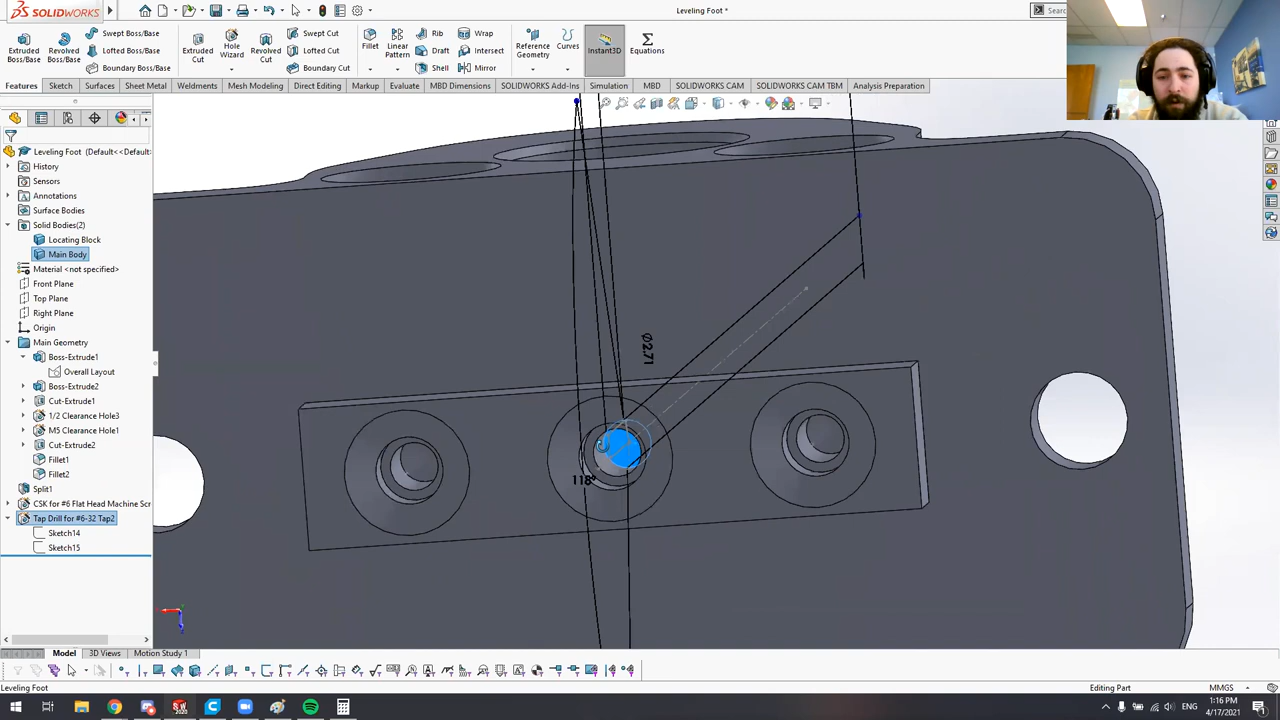 SOLIDWORKS
Leveling Foot *
Sear
Extruded Boss/Base
Revolved Boss/Base
Swept Boss/Base
Lofted Boss/Base
Boundary Boss/Base
Extruded Cut
Hole Wizard
Revolved Cut
Swept Cut
Lofted Cut
Boundary Cut
Fillet
Linear Pattern
Rib
Draft
Shell
Wrap
Intersect
Mirror
Reference Geometry
Curves
Instant3D
Equations
Features
Sketch
Surfaces
Sheet Metal
Weldments
Mesh Modeling
Direct Editing
Markup
Evaluate
MBD Dimensions
SOLIDWORKS Add-Ins
Simulation
MBD
SOLIDWORKS CAM
SOLIDWORKS CAM TBM
Analysis Preparation
Leveling Foot (Default<<Default
History
Sensors
Annotations
Surface Bodies
Solid Bodies(2)
Locating Block
Main Body
Material <not specified>
Front Plane
Top Plane
Right Plane
Origin
Main Geometry
Boss-Extrude1
Overall Layout
Boss-Extrude2
Cut-Extrude1
1/2 Clearance Hole3
M5 Clearance Hole1
Cut-Extrude2
Fillet1
Fillet2
Split1
CSK for #6 Flat Head Machine Scr
Tap Drill for #6-32 Tap2
Sketch14
Sketch15
Ø2.71
118°
Model
3D Views
Motion Study 1
Leveling Foot
Editing Part
MMGS
ENG
1:16 PM
4/17/2021